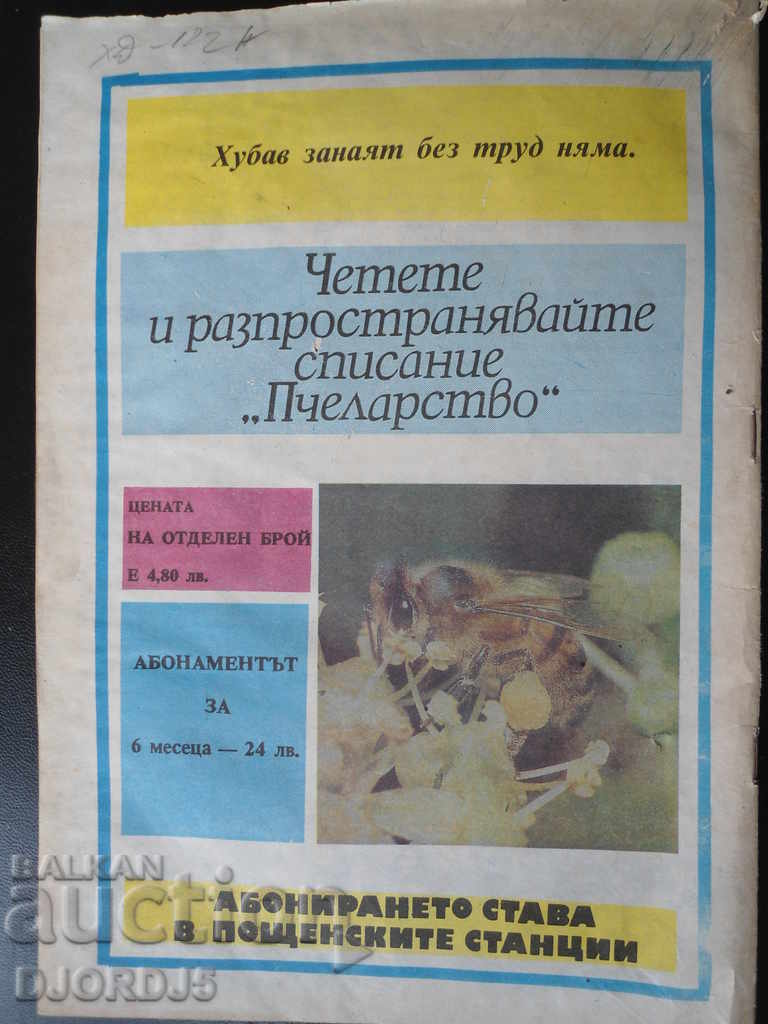 Хубав занаят без труд няма.
Четете
и разпространявайте
списание
„Пчеларство“
ЦЕНАТА
НА ОТДЕЛЕН БРОЙ
Е 4,80 лв.
АБОНАМЕНТЪТ
ЗА
6 месеца — 24 лв.
АБОНИРАНЕТО СТАВА
В ПОЩЕНСКИТЕ СТАНЦИИ
BALKAN
auction
DJORDJ5